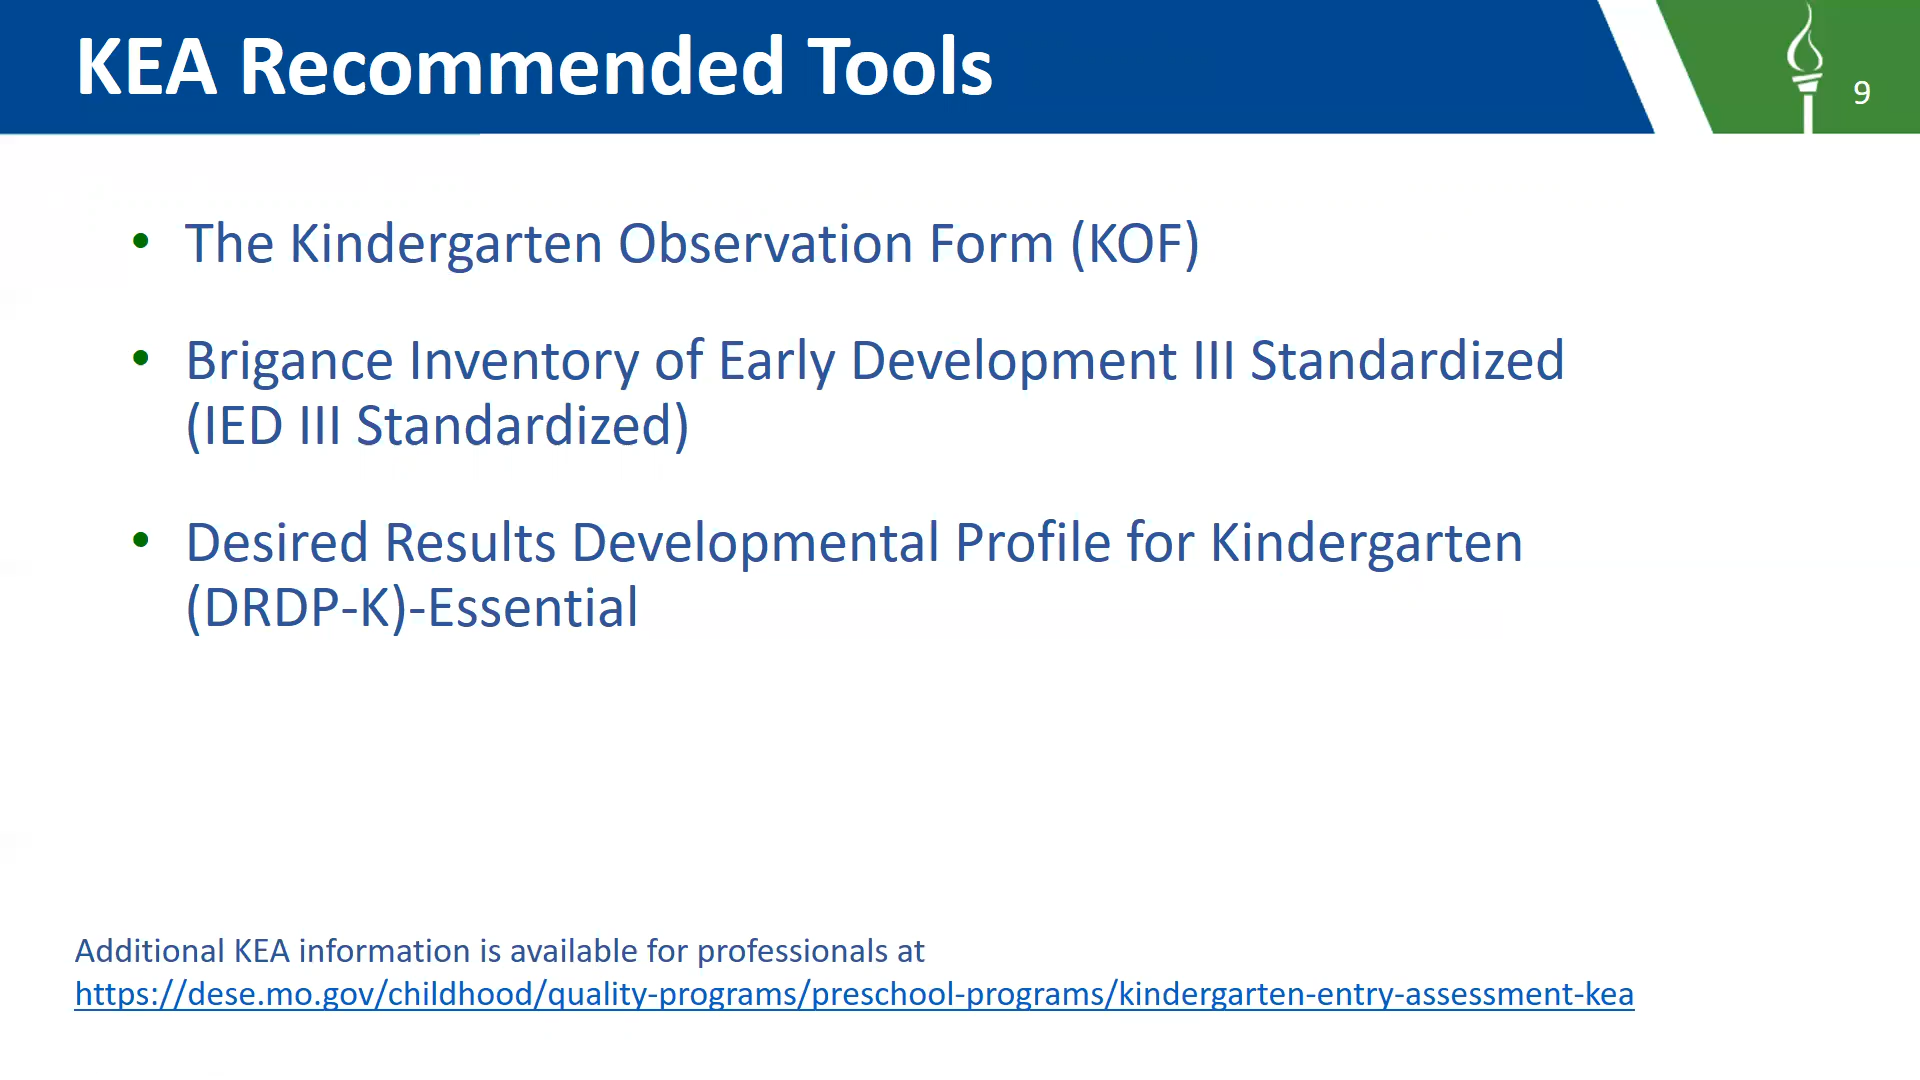 KEA Recommended Tools
9
• The Kindergarten Observation Form (KOF)
• Brigance Inventory of Early Development III Standardized
(IED III Standardized)
• Desired Results Developmental Profile for Kindergarten
(DRDP-K)-Essential
Additional KEA information is available for professionals at
https://dese.mo.gov/childhood/quality-programs/preschool-programs/kindergarten-entry-assessment-kea